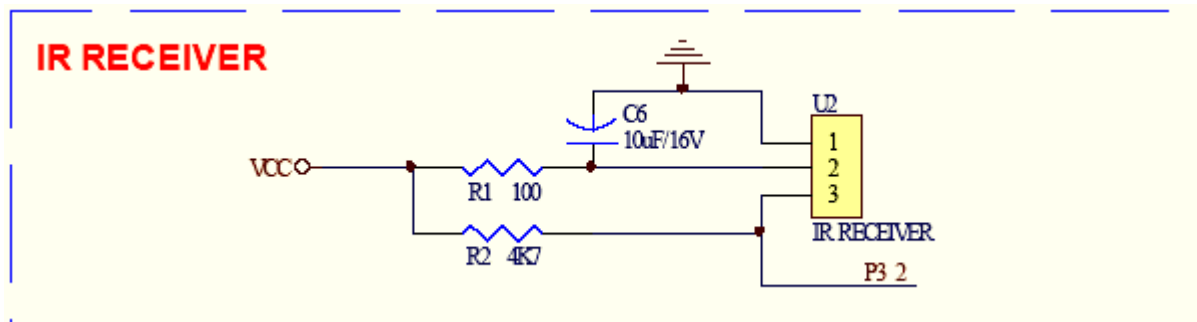 IR RECEIVER
C6
10uF/16V
U2
1
2
3
VCC
R1 100
R2 4K7
IR RECEIVER
P3 2